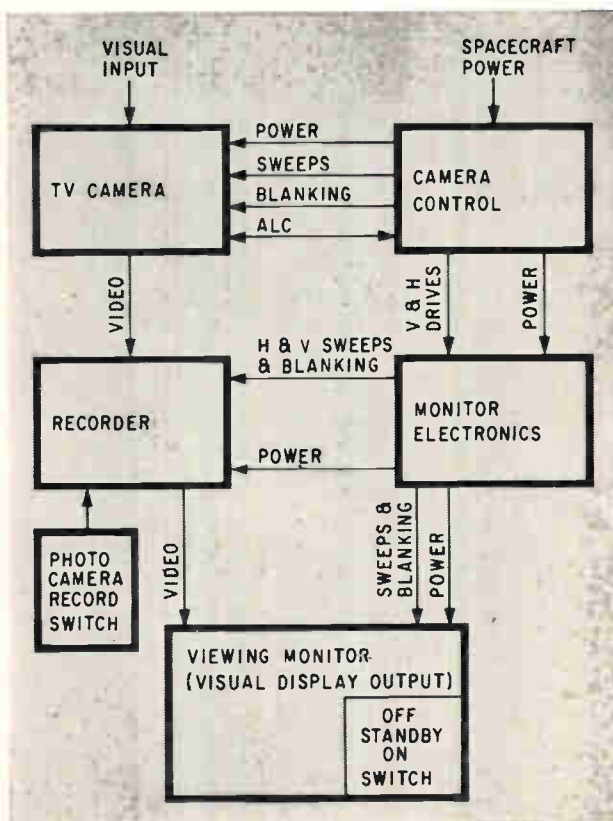 VISUAL
INPUT
SPACECRAFT
POWER
TV CAMERA
POWER
SWEEPS
BLANKING
ALC
CAMERA
CONTROL
VIDEO
V & H
DRIVES
POWER
H & V SWEEPS
& BLANKING
RECORDER
POWER
MONITOR
ELECTRONICS
PHOTO
CAMERA
RECORD
SWITCH
VIDEO
SWEEPS &
BLANKING
POWER
VIEWING MONITOR
(VISUAL DISPLAY OUTPUT)
OFF
STANDBY
ON
SWITCH